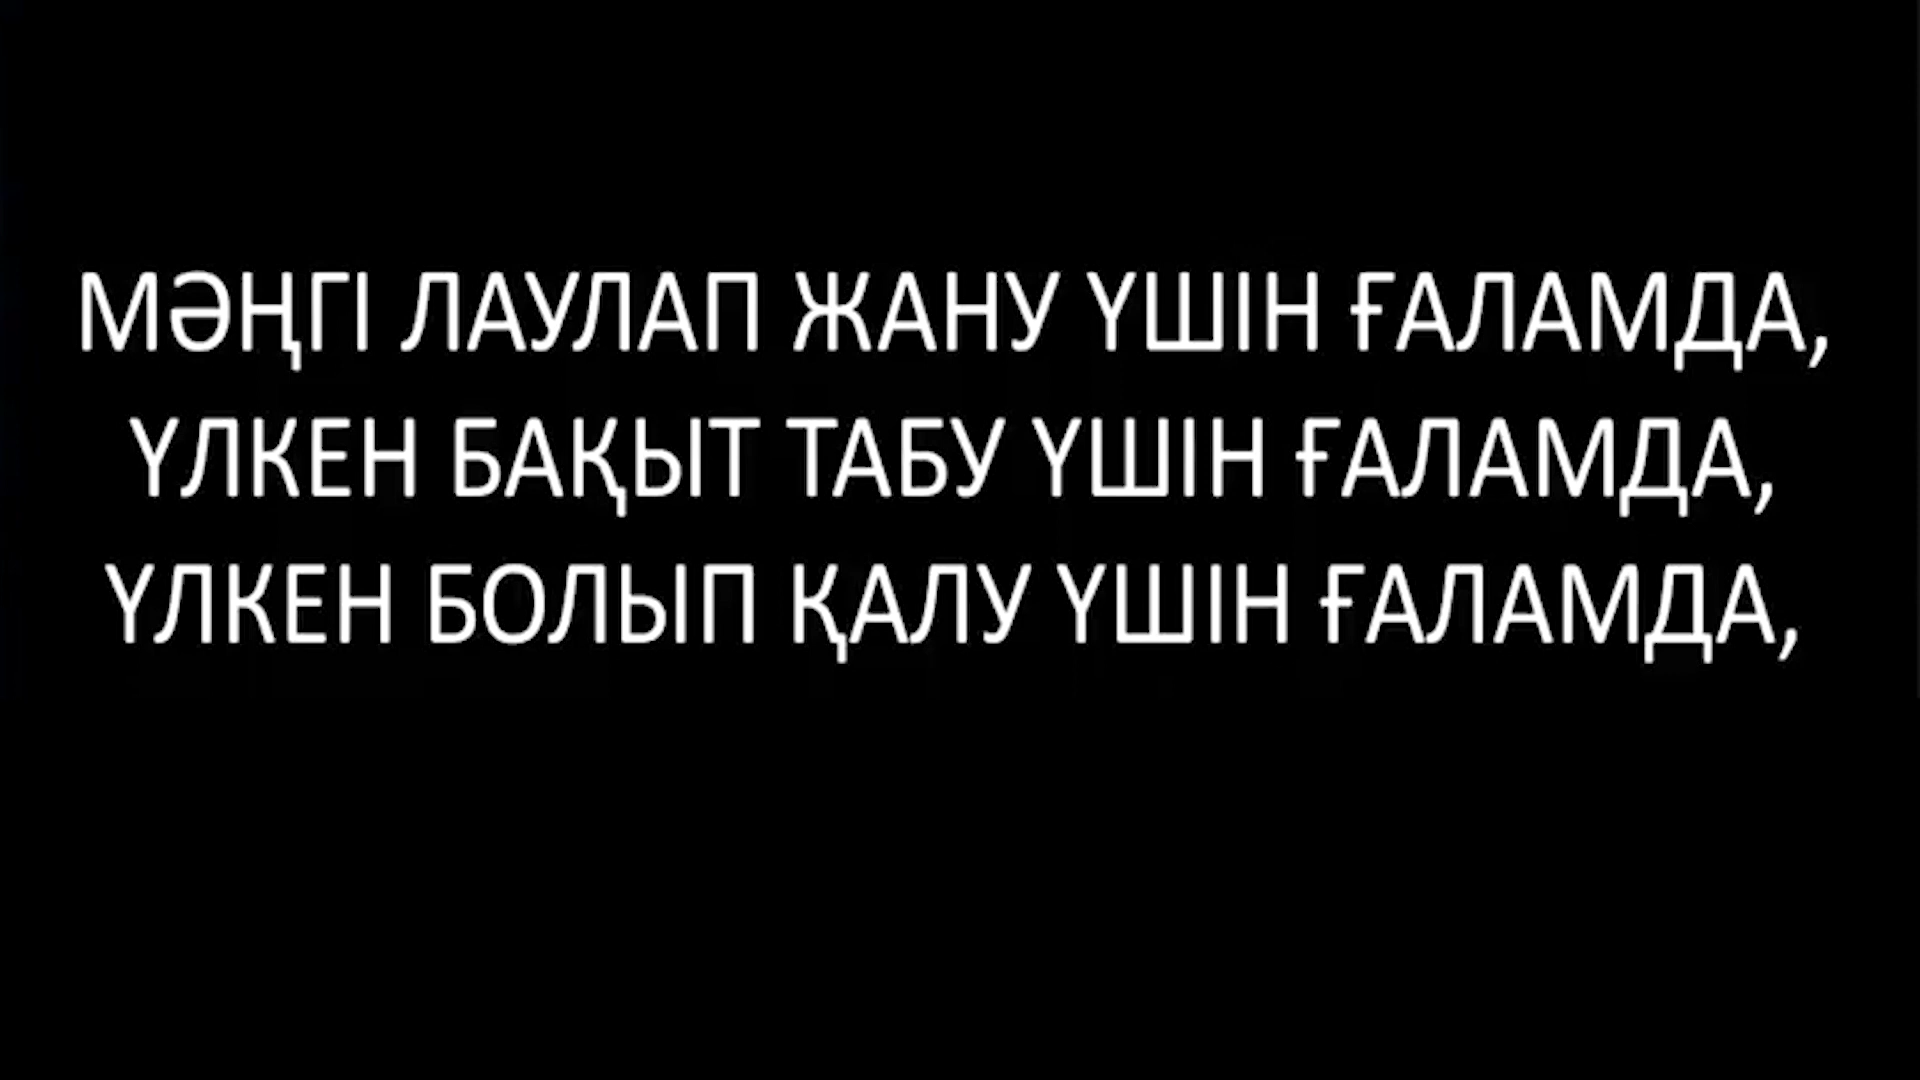 МӘҢГІ ЛАУЛАП ЖАНУ ҮШІН ҒАЛАМДА,
ҮЛКЕН БАҚЫТ ТАБУ ҮШІН ҒАЛАМДА,
ҮЛКЕН БОЛЫП ҚАЛУ ҮШІН ҒАЛАМДА,